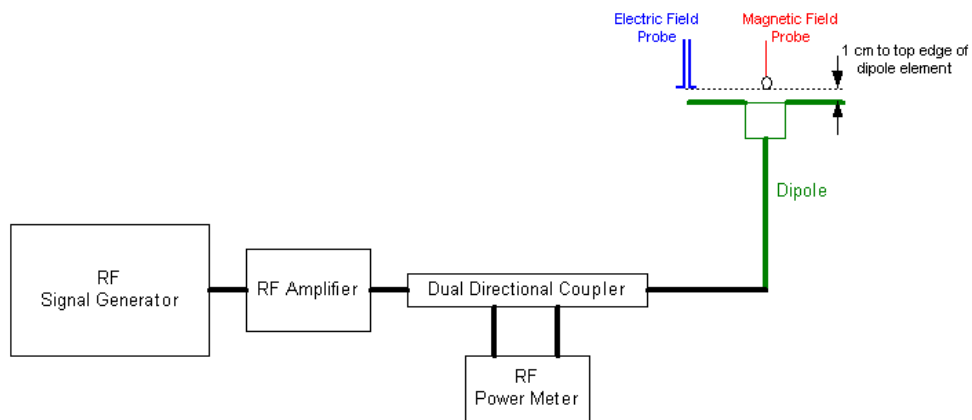 Electric Field
Probe
Magnetic Field
Probe
1 cm to top edge of
dipole element
Dipole
RF
Signal Generator
RF Amplifier
Dual Directional Coupler
RF
Power Meter